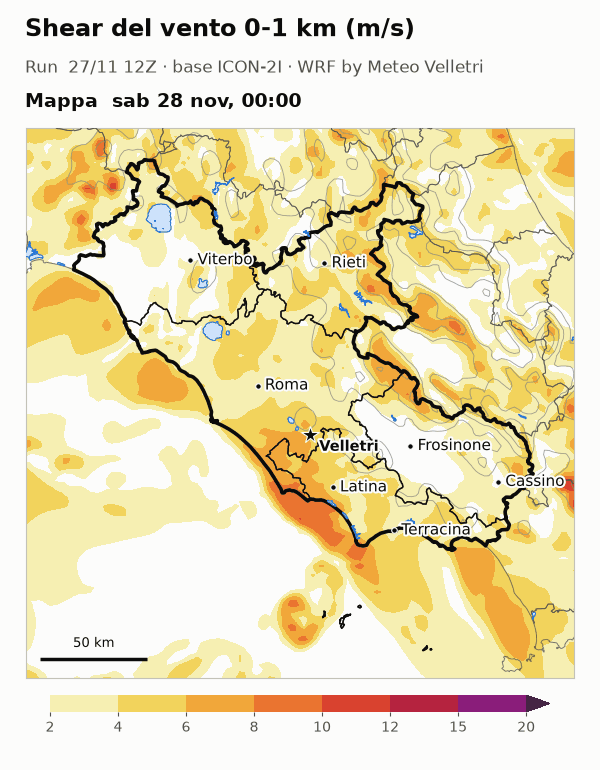 Shear del vento 0-1 km (m/s)
Run  27/11 12Z · base ICON-2I · WRF by Meteo Velletri
Mappa  sab 28 nov, 00:00
Viterbo
Rieti
Roma
Velletri
Frosinone
Cassino
Latina
Terracina
50 km
2 4 6 8 10 12 15 20